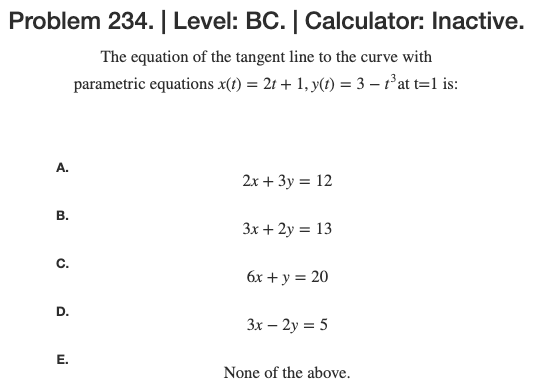 Problem 234. | Level: BC. | Calculator: Inactive.
The equation of the tangent line to the curve with
parametric equations x(t) = 2t + 1, y(t) = 3 − t³ at t=1 is:
A.
2x + 3y = 12
B.
3x + 2y = 13
C.
6x + y = 20
D.
3x − 2y = 5
E.
None of the above.